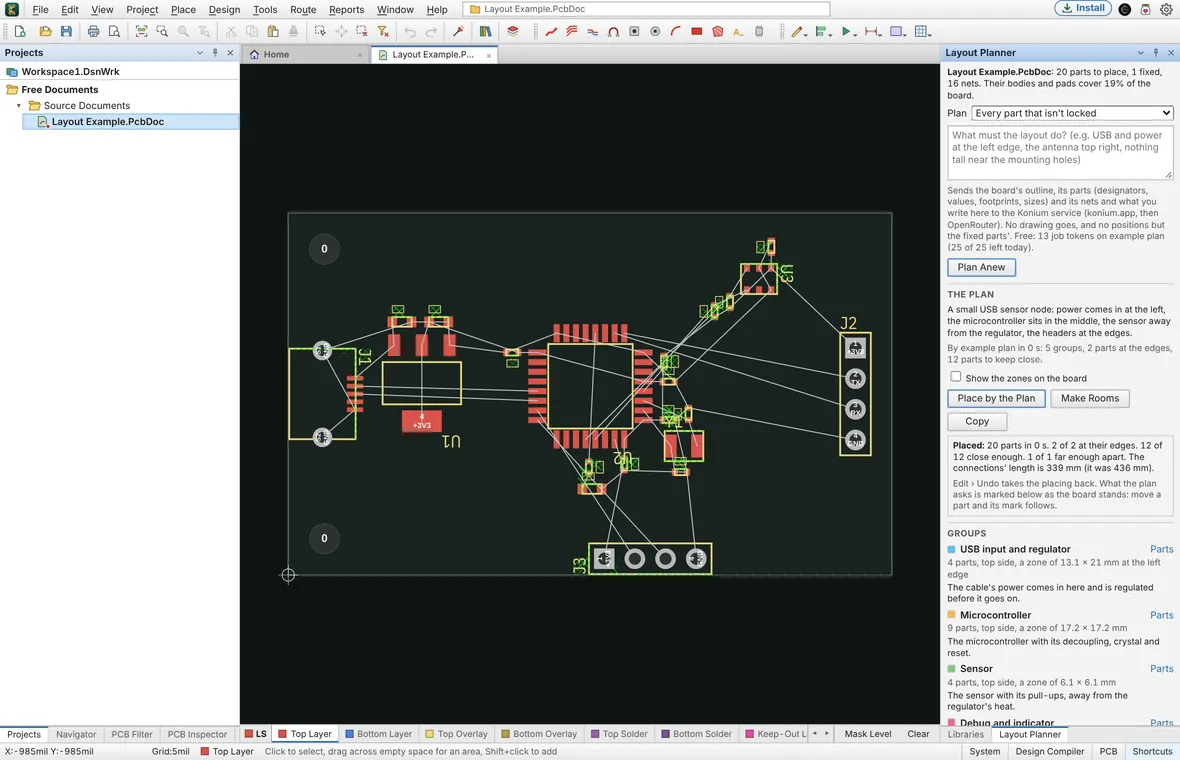 File Edit View Project Place Design Tools Route Reports Window Help Layout Example.PcbDoc Install
Projects
Workspace1.DsnWrk
Free Documents
Source Documents
Layout Example.PcbDoc
Home
Layout Example.P...
0
0
J1
U1
4
+3V3
U3
J2
J3
Layout Planner
Layout Example.PcbDoc: 20 parts to place, 1 fixed,
16 nets. Their bodies and pads cover 19% of the
board.
Plan Every part that isn't locked
What must the layout do? (e.g. USB and power
at the left edge, the antenna top right, nothing
tall near the mounting holes)
Sends the board's outline, its parts (designators,
values, footprints, sizes) and its nets and what you
write here to the Konium service (konium.app, then
OpenRouter). No drawing goes, and no positions but
the fixed parts'. Free: 13 job tokens on example plan
(25 of 25 left today).
Plan Anew
THE PLAN
A small USB sensor node: power comes in at the left,
the microcontroller sits in the middle, the sensor away
from the regulator, the headers at the edges.
By example plan in 0 s: 5 groups, 2 parts at the edges,
12 parts to keep close.
Show the zones on the board
Place by the Plan Make Rooms
Copy
Placed: 20 parts in 0 s. 2 of 2 at their edges. 12 of
12 close enough. 1 of 1 far enough apart. The
connections' length is 339 mm (it was 436 mm).
Edit › Undo takes the placing back. What the plan
asks is marked below as the board stands: move a
part and its mark follows.
GROUPS
USB input and regulator Parts
4 parts, top side, a zone of 13.1 × 21 mm at the left
edge
The cable's power comes in here and is regulated
before it goes on.
Microcontroller Parts
9 parts, top side, a zone of 17.2 × 17.2 mm
The microcontroller with its decoupling, crystal and
reset.
Sensor Parts
4 parts, top side, a zone of 6.1 × 6.1 mm
The sensor with its pull-ups, away from the
regulator's heat.
Debug and indicator Parts
Projects Navigator PCB Filter PCB Inspector LS Top Layer Bottom Layer Top Overlay Bottom Overlay Top Solder Bottom Solder Keep-Out L Mask Level Clear Libraries Layout Planner
X:-985mil Y:-985mil Grid:5mil Top Layer Click to select, drag across empty space for an area, Shift+click to add System Design Compiler PCB Shortcuts